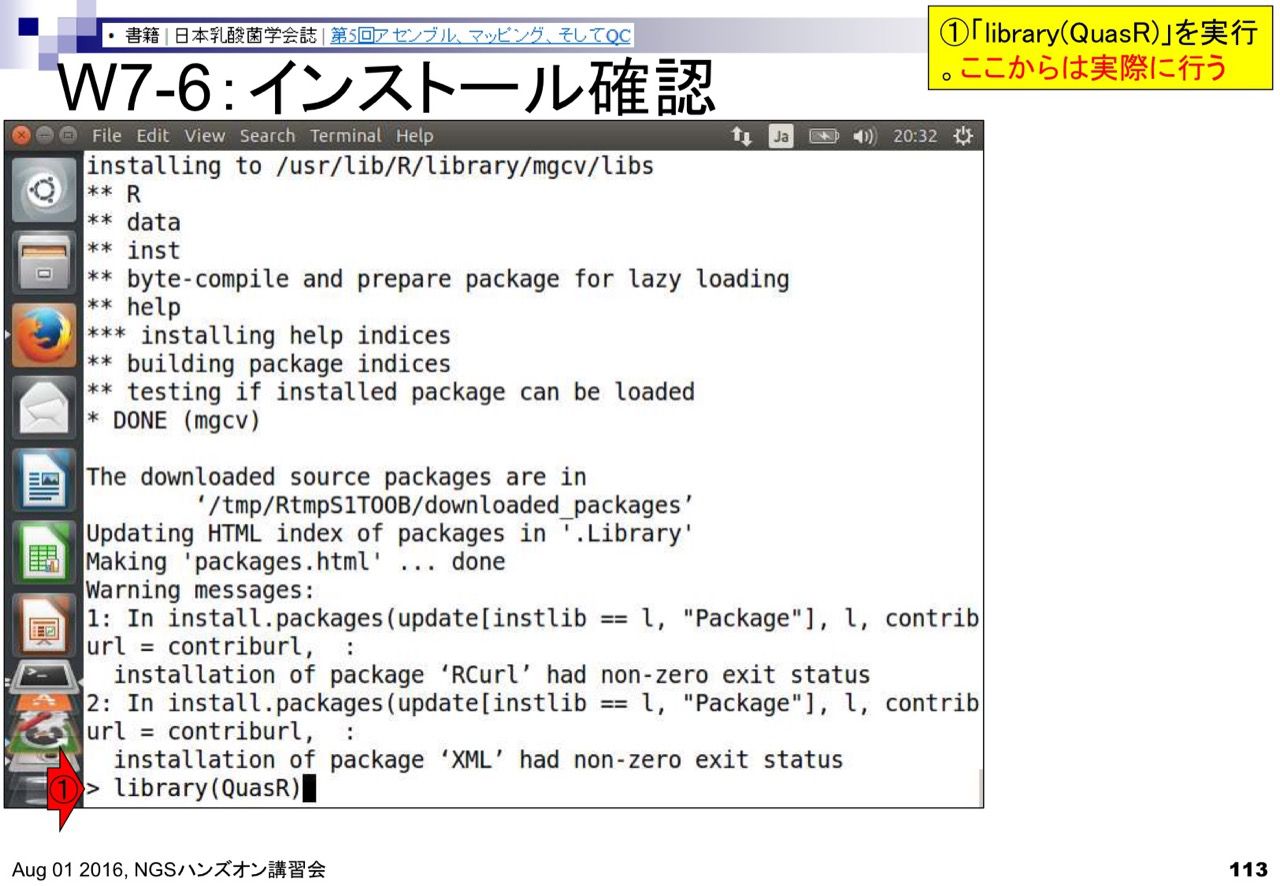 • 書籍 | 日本乳酸菌学会誌 | 第5回アセンブル、マッピング、そしてQC
①「library(QuasR)」を実行
。ここからは実際に行う
W7-6：インストール確認
File Edit View Search Terminal Help Ja 20:32
installing to /usr/lib/R/library/mgcv/libs
** R
** data
** inst
** byte-compile and prepare package for lazy loading
** help
*** installing help indices
** building package indices
** testing if installed package can be loaded
* DONE (mgcv)
The downloaded source packages are in
‘/tmp/RtmpS1TOOB/downloaded_packages’
Updating HTML index of packages in '.Library'
Making 'packages.html' ... done
Warning messages:
1: In install.packages(update[instlib == l, "Package"], l, contrib
url = contriburl,  :
installation of package ‘RCurl’ had non-zero exit status
2: In install.packages(update[instlib == l, "Package"], l, contrib
url = contriburl,  :
installation of package ‘XML’ had non-zero exit status
① > library(QuasR)
Aug 01 2016, NGSハンズオン講習会
113